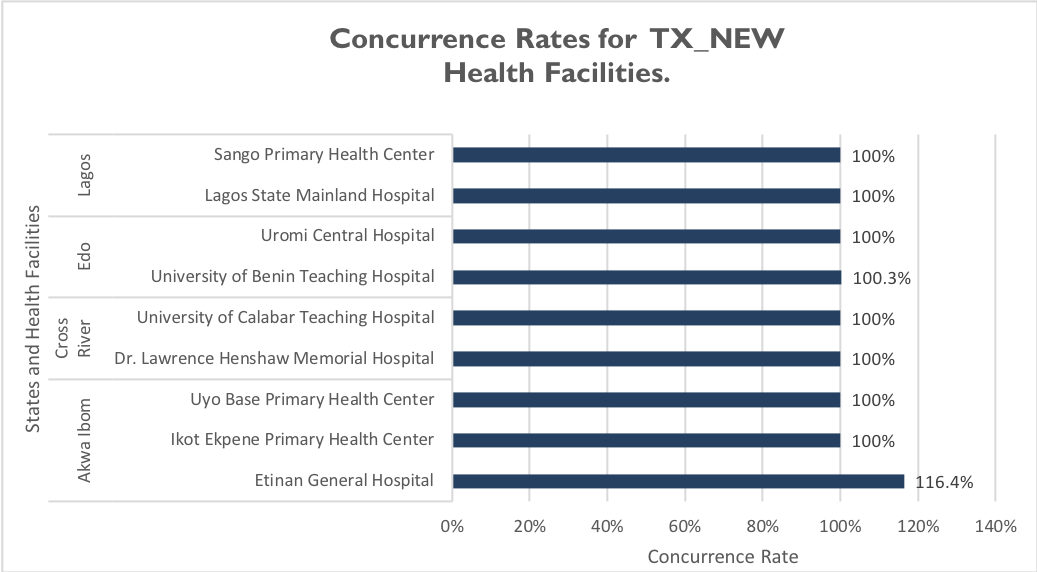 Concurrence Rates for TX_NEW
Health Facilities.
States and Health Facilities
Lagos
Sango Primary Health Center 100%
Lagos State Mainland Hospital 100%
Edo
Uromi Central Hospital 100%
University of Benin Teaching Hospital 100.3%
Cross
River
University of Calabar Teaching Hospital 100%
Dr. Lawrence Henshaw Memorial Hospital 100%
Akwa Ibom
Uyo Base Primary Health Center 100%
Ikot Ekpene Primary Health Center 100%
Etinan General Hospital 116.4%
0% 20% 40% 60% 80% 100% 120% 140%
Concurrence Rate